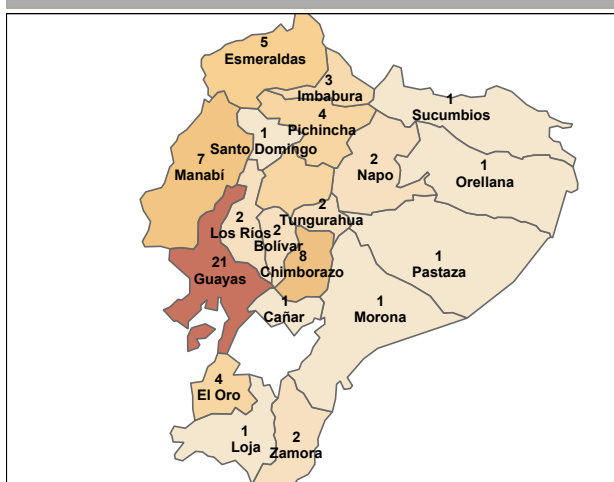 5
Esmeraldas
3
Imbabura
1
Sucumbios
4
Pichincha
1
Santo Domingo
7
Manabí
2
Napo
1
Orellana
2
Tungurahua
2
Los Ríos
2
Bolívar
8
Chimborazo
21
Guayas
1
Pastaza
1
Cañar
1
Morona
4
El Oro
1
Loja
2
Zamora